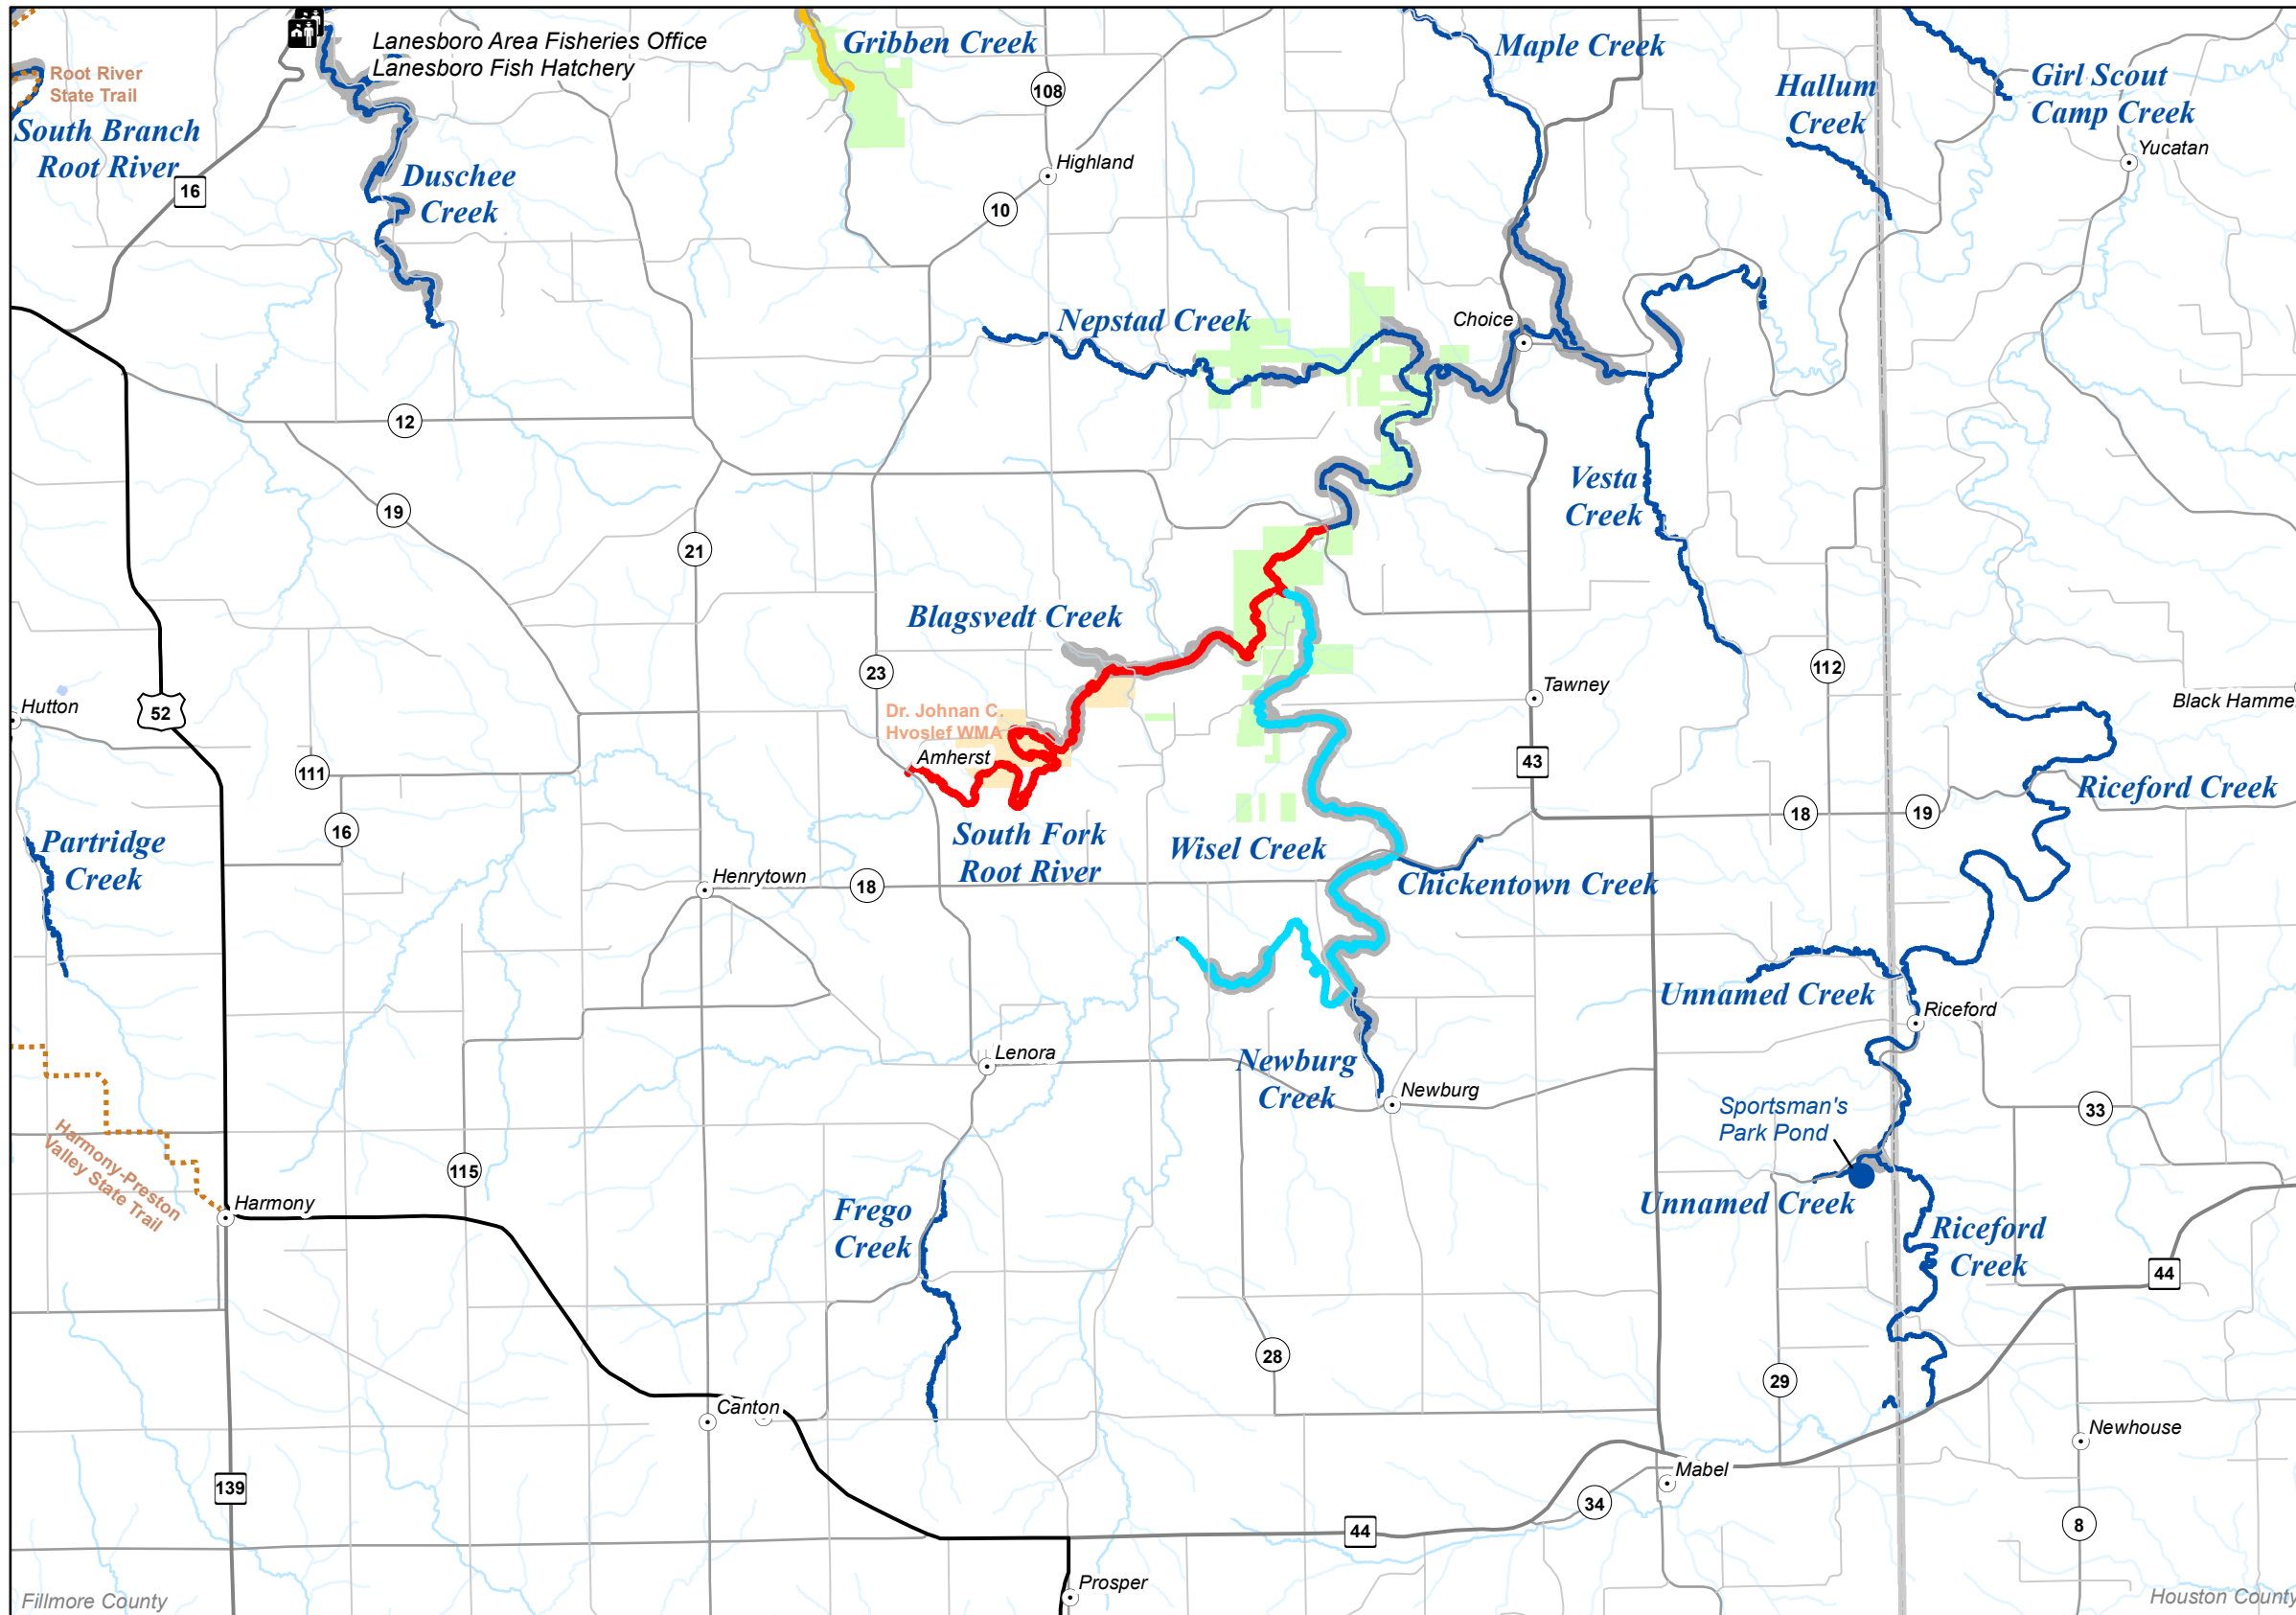 Lanesboro Area Fisheries Office
Lanesboro Fish Hatchery
Gribben Creek
Maple Creek
Girl Scout
Camp Creek
Hallum
Creek
Root River
State Trail
South Branch
Root River
16
108
Yucatan
Highland
Duschee
Creek
10
Nepstad Creek
Choice
12
19
Vesta
Creek
21
Blagsvedt Creek
23
112
Hutton
52
Tawney
Black Hamme
Dr. Johnan C.
Hvoslef WMA
Amherst
111
43
Riceford Creek
16
18
19
Partridge
Creek
South Fork
Root River
Wisel Creek
Henrytown
18
Chickentown Creek
Unnamed Creek
Riceford
Lenora
Newburg
Creek
Newburg
Sportsman's
Park Pond
33
Harmony-Preston
Valley State Trail
115
Harmony
Frego
Creek
Unnamed Creek
Riceford
Creek
44
28
29
Canton
Newhouse
Mabel
139
34
44
8
Prosper
Fillmore County
Houston County